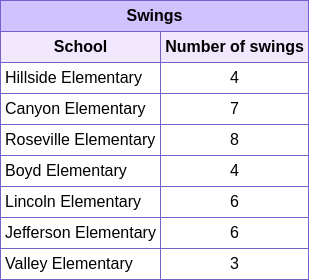 Swings
School Number of swings
Hillside Elementary 4
Canyon Elementary 7
Roseville Elementary 8
Boyd Elementary 4
Lincoln Elementary 6
Jefferson Elementary 6
Valley Elementary 3